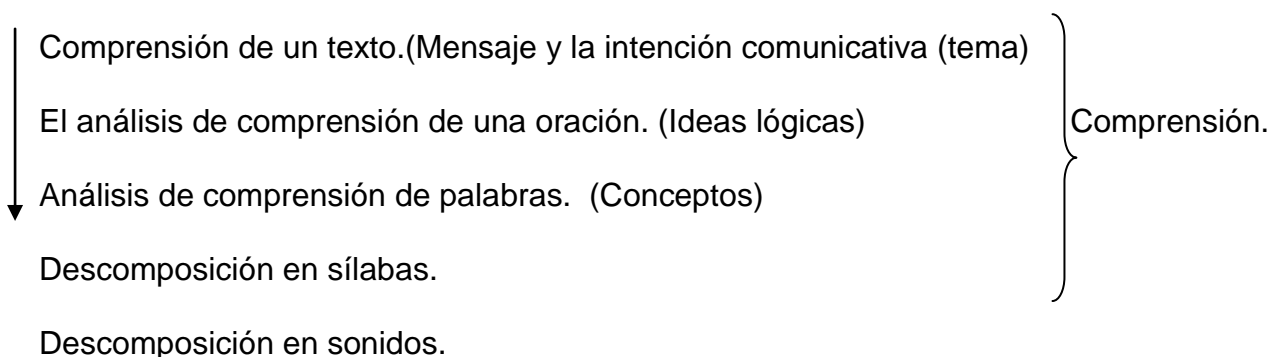 Comprensión de un texto.(Mensaje y la intención comunicativa (tema)
El análisis de comprensión de una oración. (Ideas lógicas)
Comprensión.
Análisis de comprensión de palabras. (Conceptos)
Descomposición en sílabas.
Descomposición en sonidos.